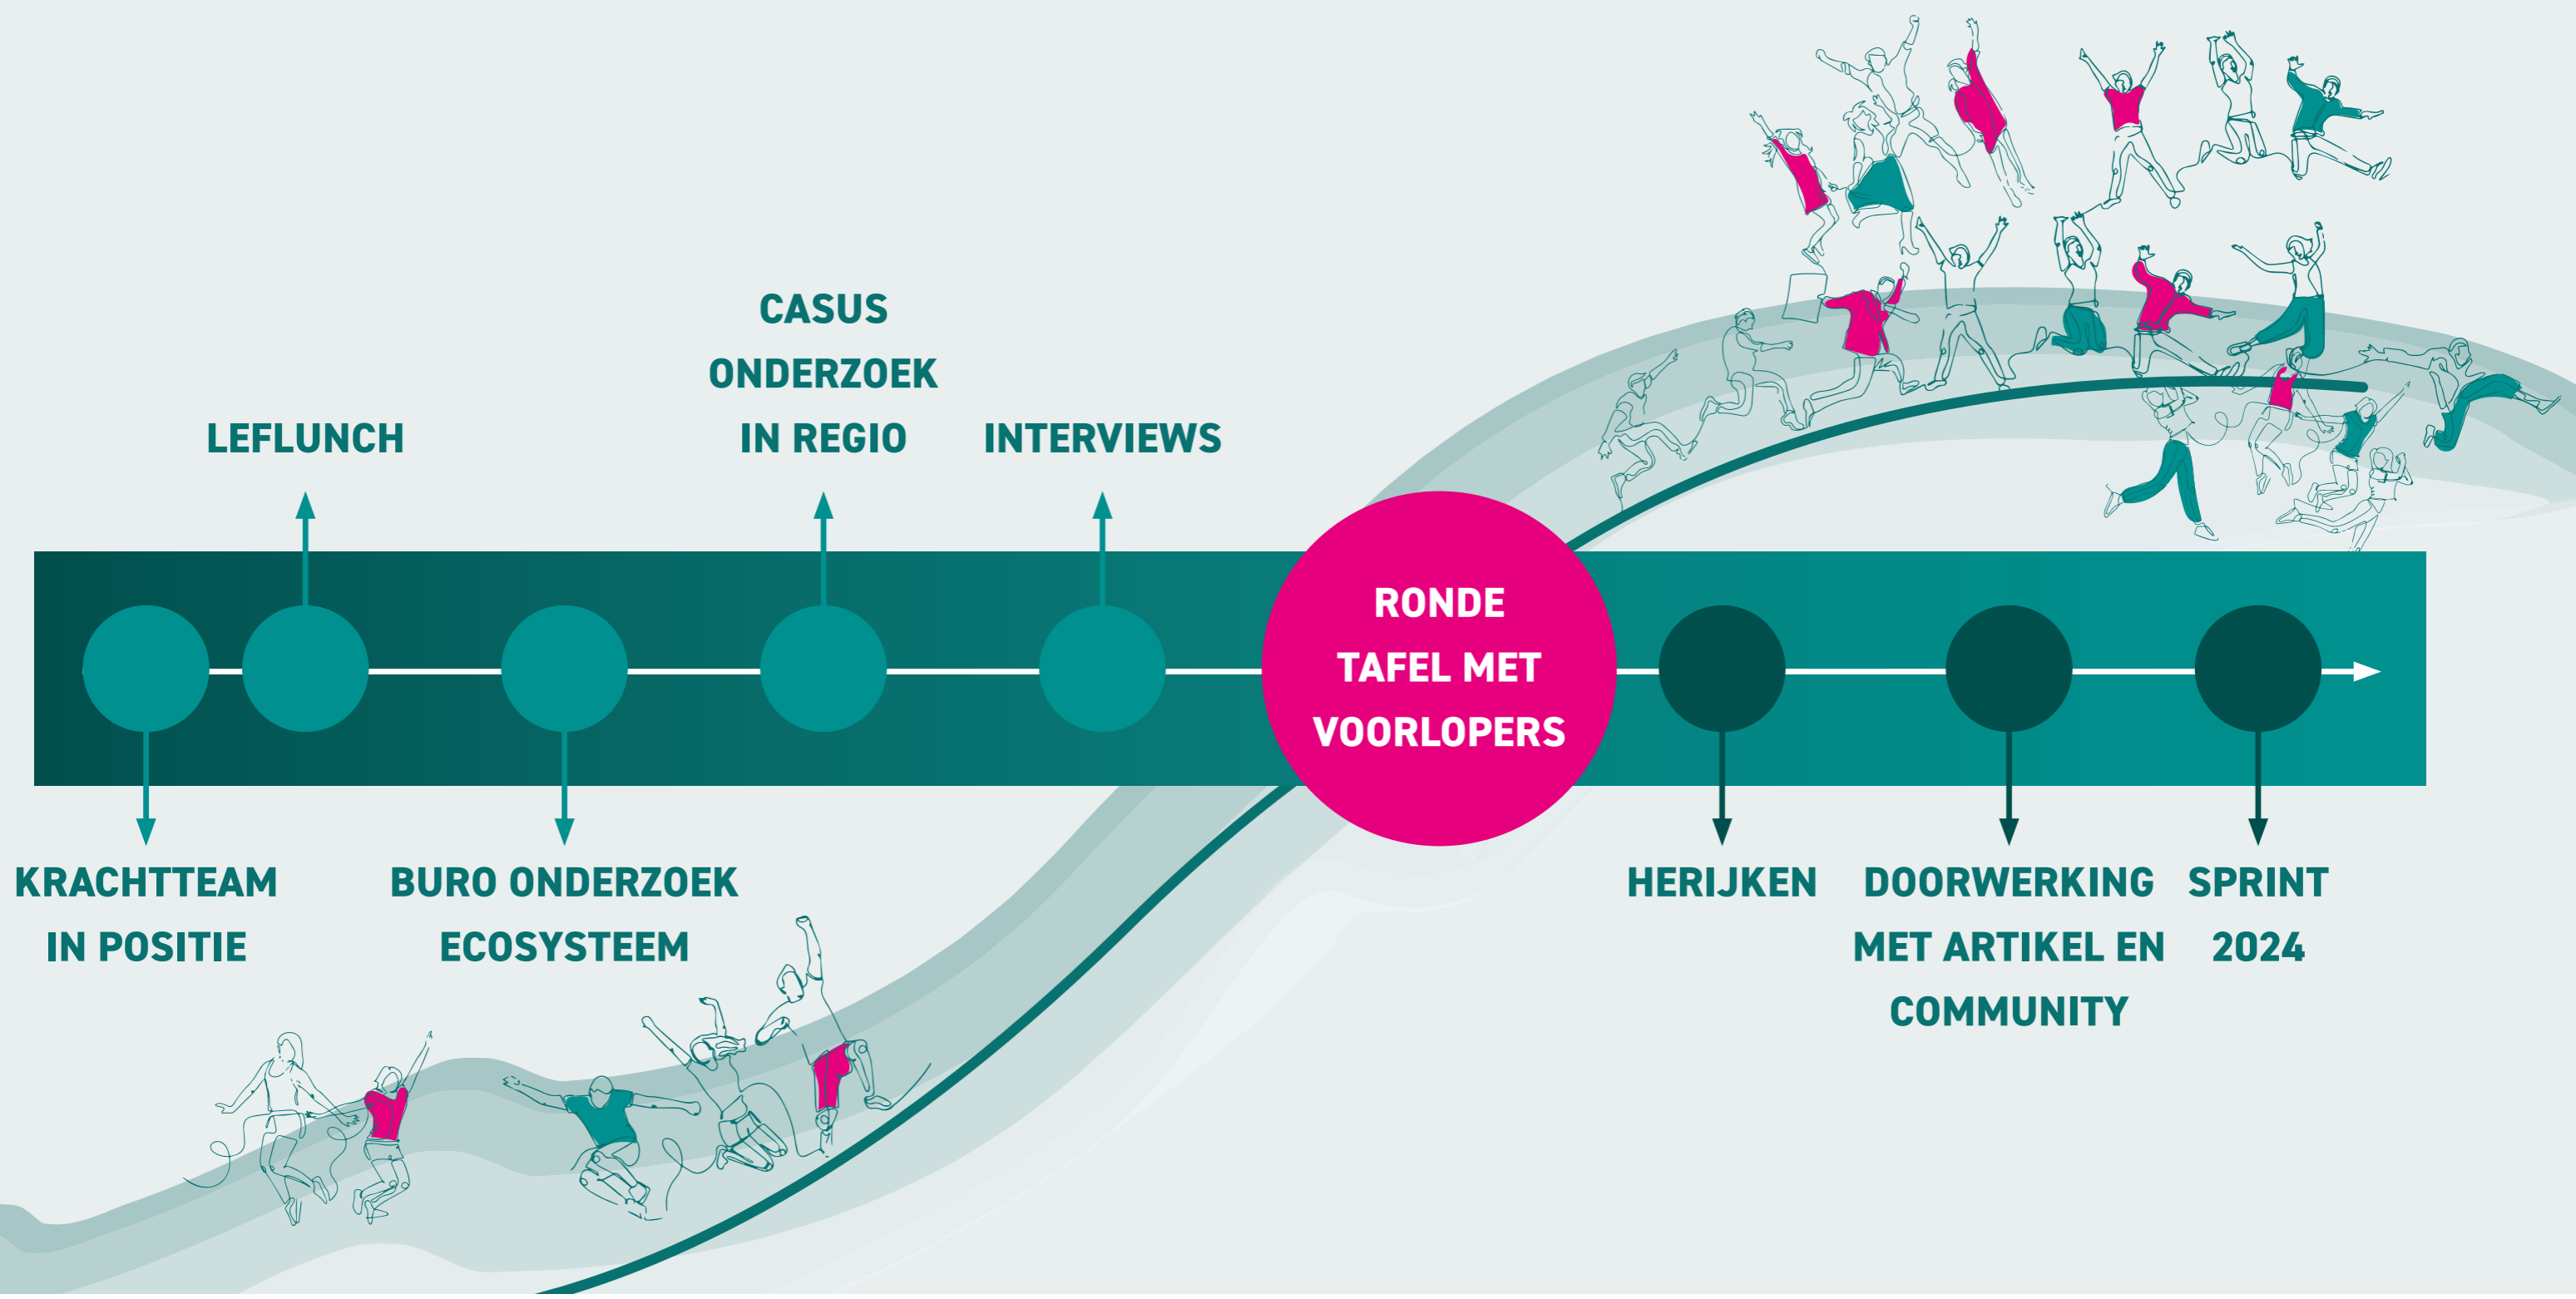 KRACHTTEAM
IN POSITIE
LEFLUNCH
BURO ONDERZOEK
ECOSYSTEEM
CASUS
ONDERZOEK
IN REGIO
INTERVIEWS
RONDE
TAFEL MET
VOORLOPERS
HERIJKEN
DOORWERKING
MET ARTIKEL EN
COMMUNITY
SPRINT
2024